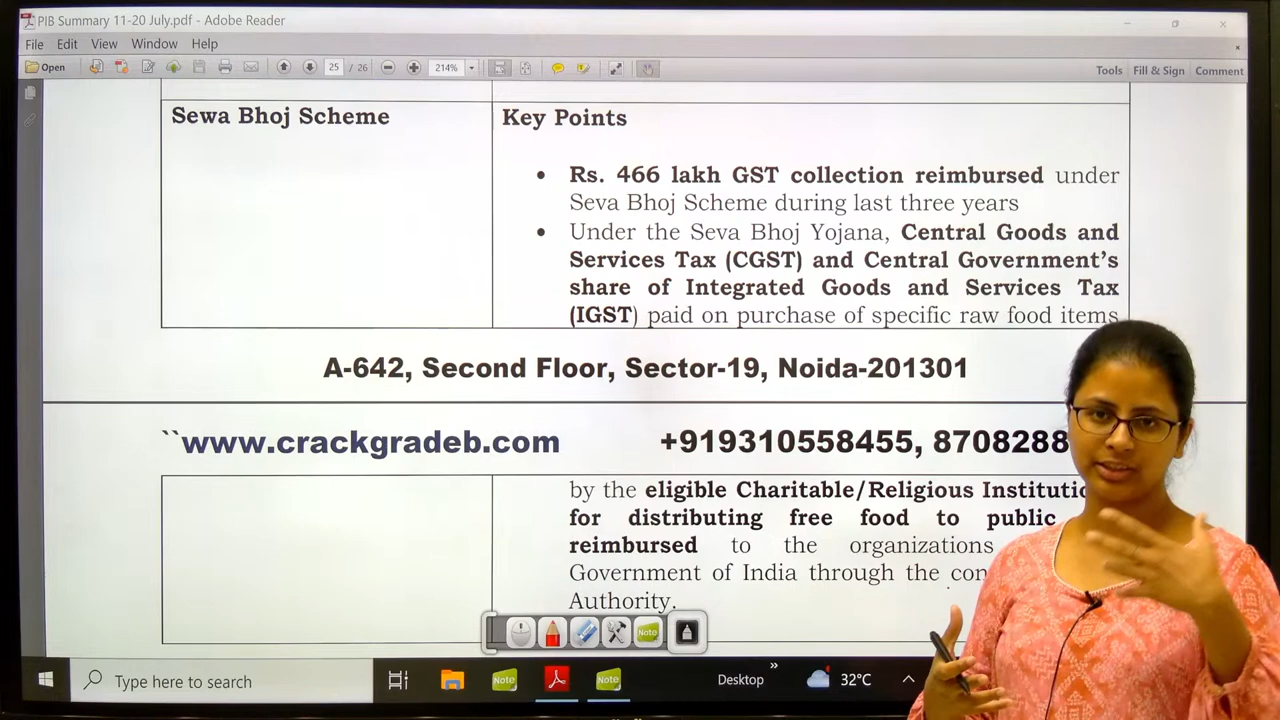 PIB Summary 11-20 July.pdf - Adobe Reader
File Edit View Window Help
Open 25 / 26 214% Tools Fill & Sign Comment
Sewa Bhoj Scheme
Key Points
• Rs. 466 lakh GST collection reimbursed under
Seva Bhoj Scheme during last three years
• Under the Seva Bhoj Yojana, Central Goods and
Services Tax (CGST) and Central Government's
share of Integrated Goods and Services Tax
(IGST) paid on purchase of specific raw food items
A-642, Second Floor, Sector-19, Noida-201301
``www.crackgradeb.com +919310558455, 8708288
by the eligible Charitable/Religious Institutio
for distributing free food to public
reimbursed to the organizations
Government of India through the con
Authority.
Note
Type here to search
Note
Note
Desktop
»
32°C